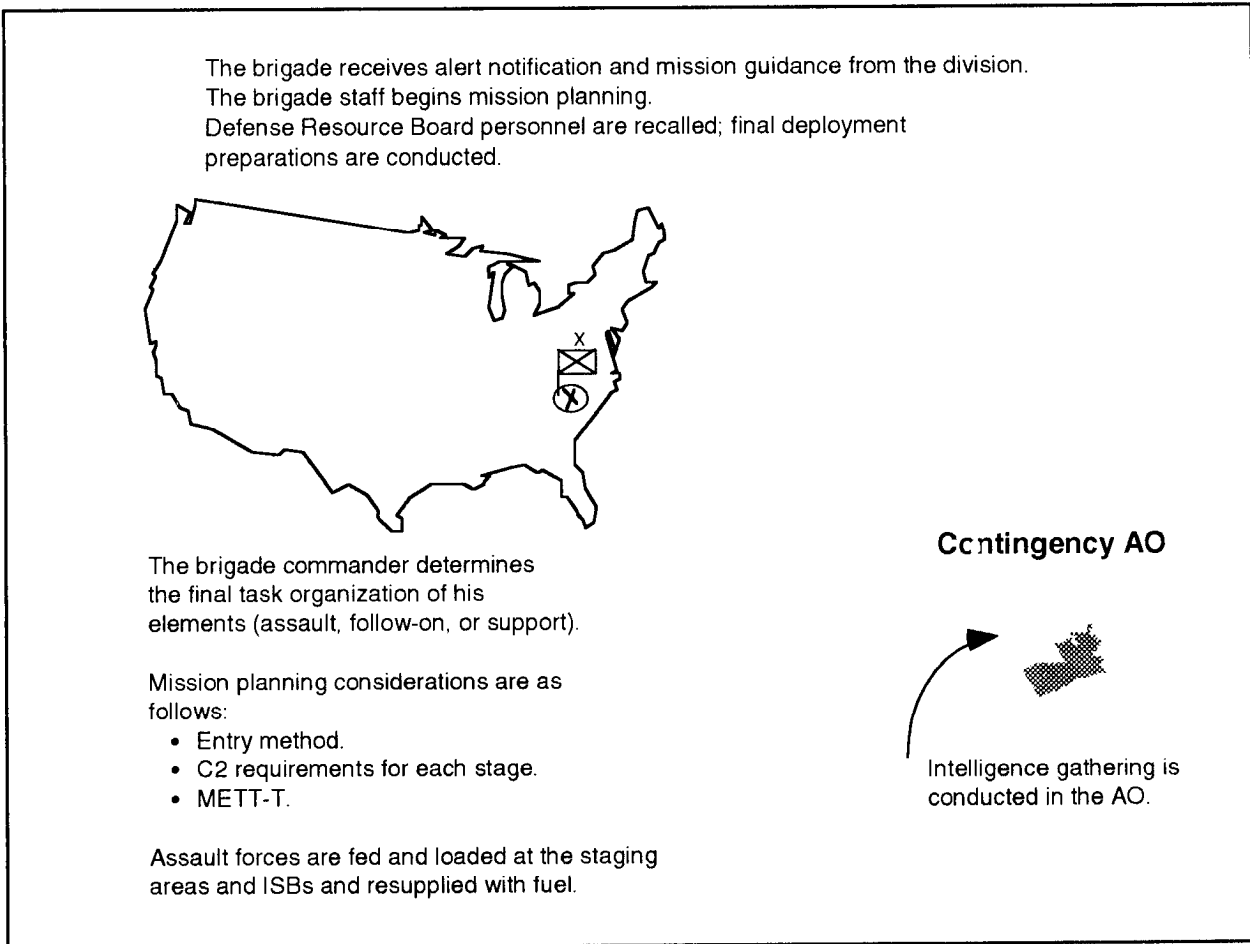 The brigade receives alert notification and mission guidance from the division.
The brigade staff begins mission planning.
Defense Resource Board personnel are recalled; final deployment
preparations are conducted.
X
The brigade commander determines
the final task organization of his
elements (assault, follow-on, or support).
Mission planning considerations are as
follows:
• Entry method.
• C2 requirements for each stage.
• METT-T.
Assault forces are fed and loaded at the staging
areas and ISBs and resupplied with fuel.
Contingency AO
Intelligence gathering is
conducted in the AO.